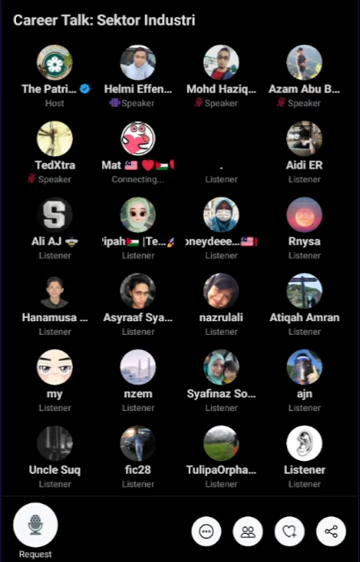 Career Talk: Sektor Industri
The Patri... Helmi Effen... Mohd Haziq... Azam Abu B...
Host Speaker Speaker Speaker
TedXtra Mat 🇲🇾 ❤️🇵🇸 . Aidi ER
Speaker Connecting... Listener Listener
Ali AJ ipah🇵🇸 |Te... oneydeee...🇲🇾 Rnysa
Listener Listener Listener Listener
Hanamusa ... Asyraaf Sya... nazrulali Atiqah Amran
Listener Listener Listener Listener
my nzem Syafinaz So... ajn
Listener Listener Listener Listener
Uncle Suq fic28 TulipaOrpha... Listener
Listener Listener Listener Listener
Request